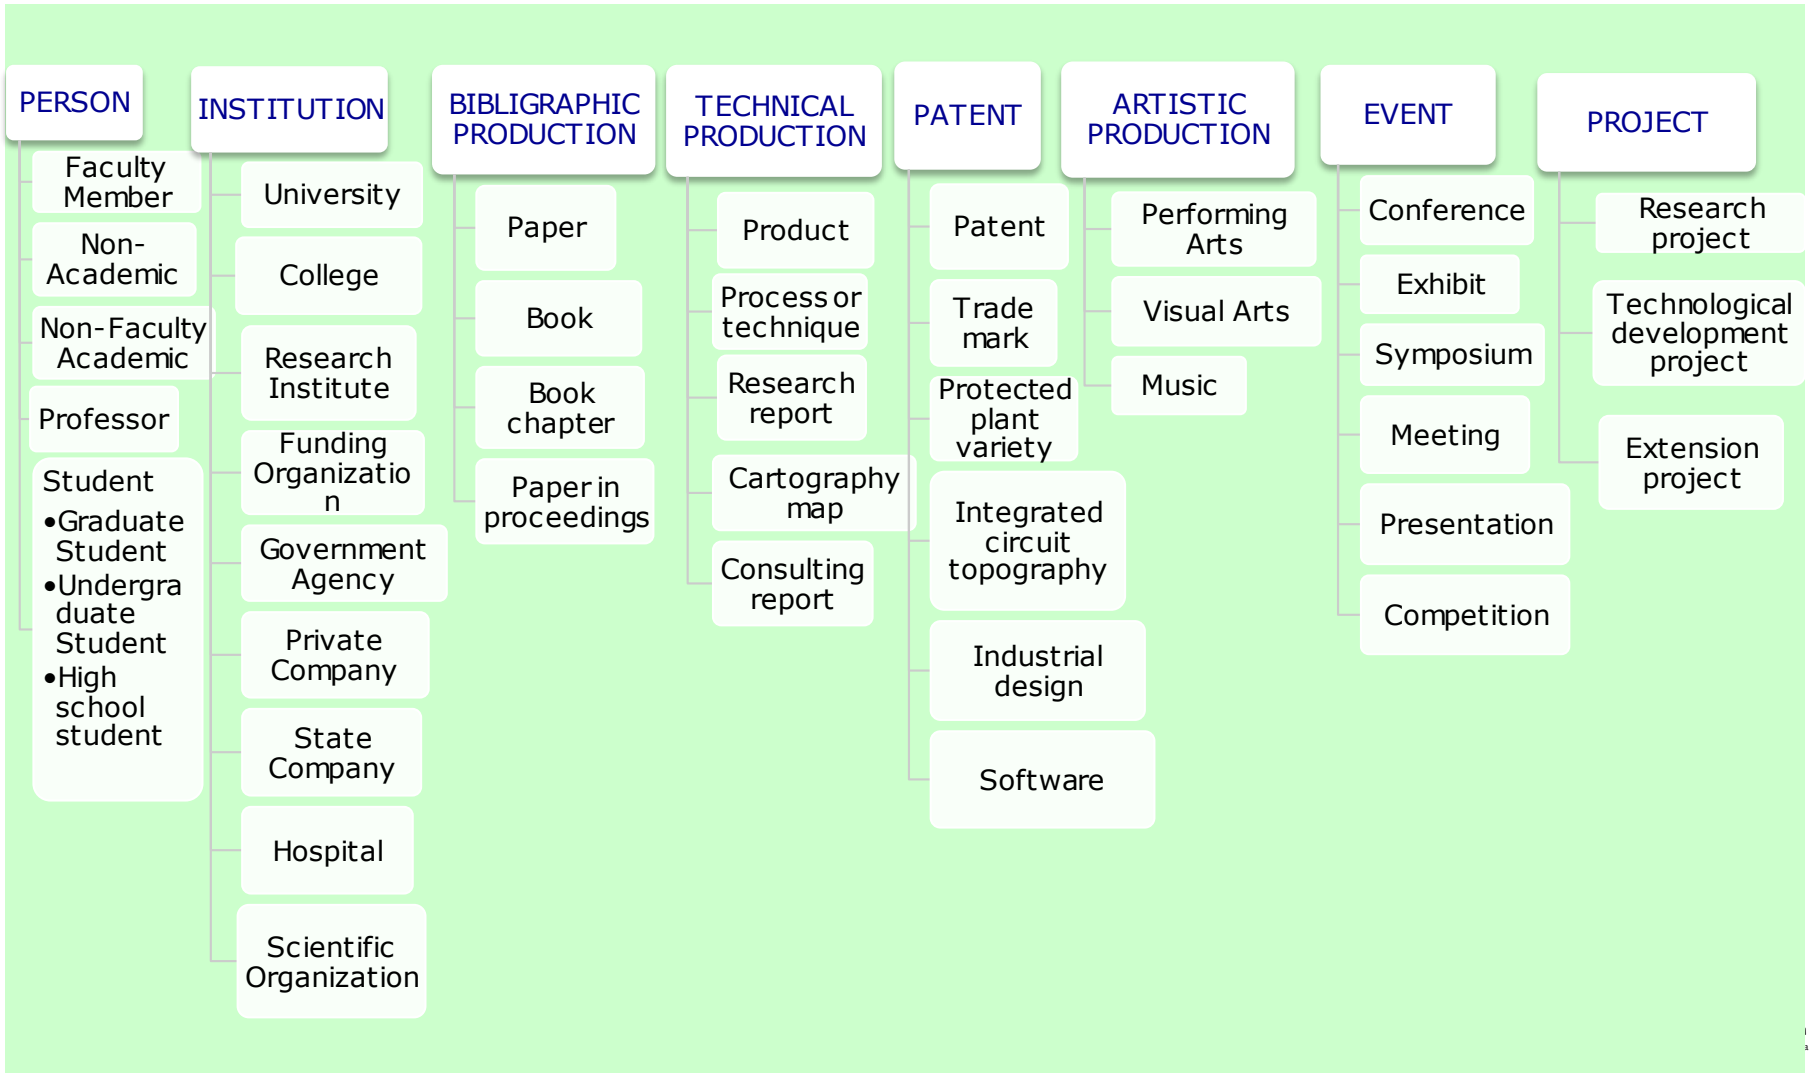 PERSON
Faculty
Member
Non-
Academic
Non-Faculty
Academic
Professor
Student
•Graduate
Student
•Undergra
duate
Student
•High
school
student
INSTITUTION
University
College
Research
Institute
Funding
Organizatio
n
Government
Agency
Private
Company
State
Company
Hospital
Scientific
Organization
BIBLIGRAPHIC
PRODUCTION
Paper
Book
Book
chapter
Paper in
proceedings
TECHNICAL
PRODUCTION
Product
Process or
technique
Research
report
Cartography
map
Consulting
report
PATENT
Patent
Trade
mark
Protected
plant
variety
Integrated
circuit
topography
Industrial
design
Software
ARTISTIC
PRODUCTION
Performing
Arts
Visual Arts
Music
EVENT
Conference
Exhibit
Symposium
Meeting
Presentation
Competition
PROJECT
Research
project
Technological
development
project
Extension
project